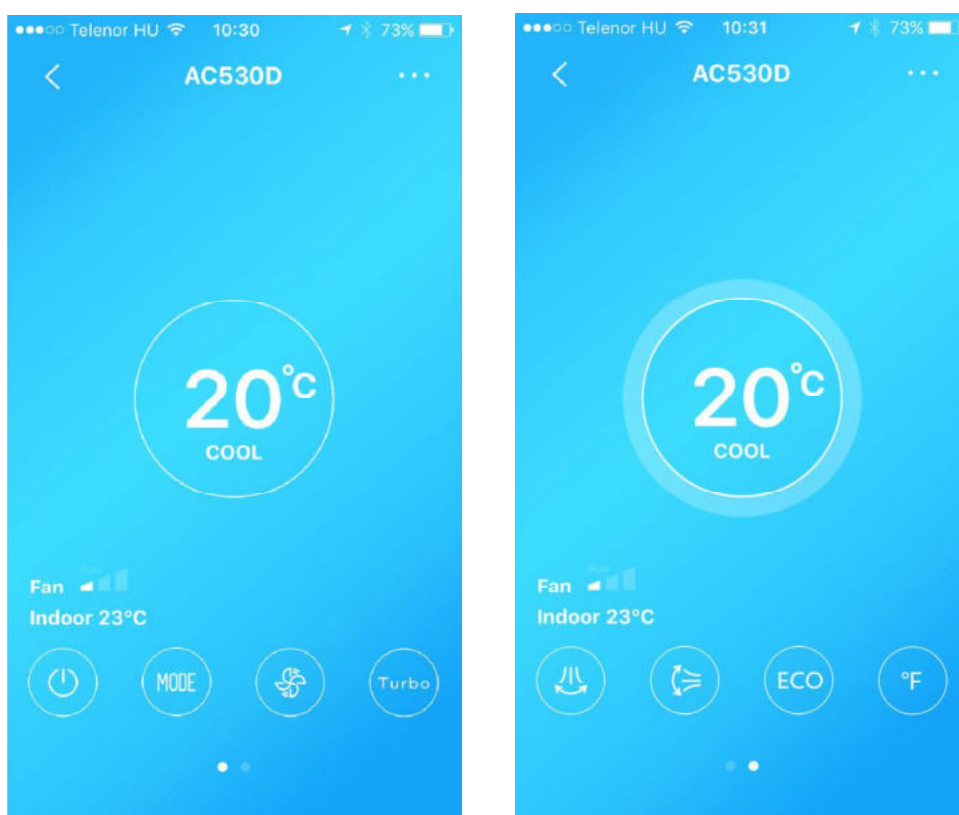 Telenor HU 10:30 73%
AC530D
20°C
COOL
Fan
Indoor 23°C
MODE
Turbo
Telenor HU 10:31 73%
AC530D
20°C
COOL
Fan
Indoor 23°C
ECO
°F